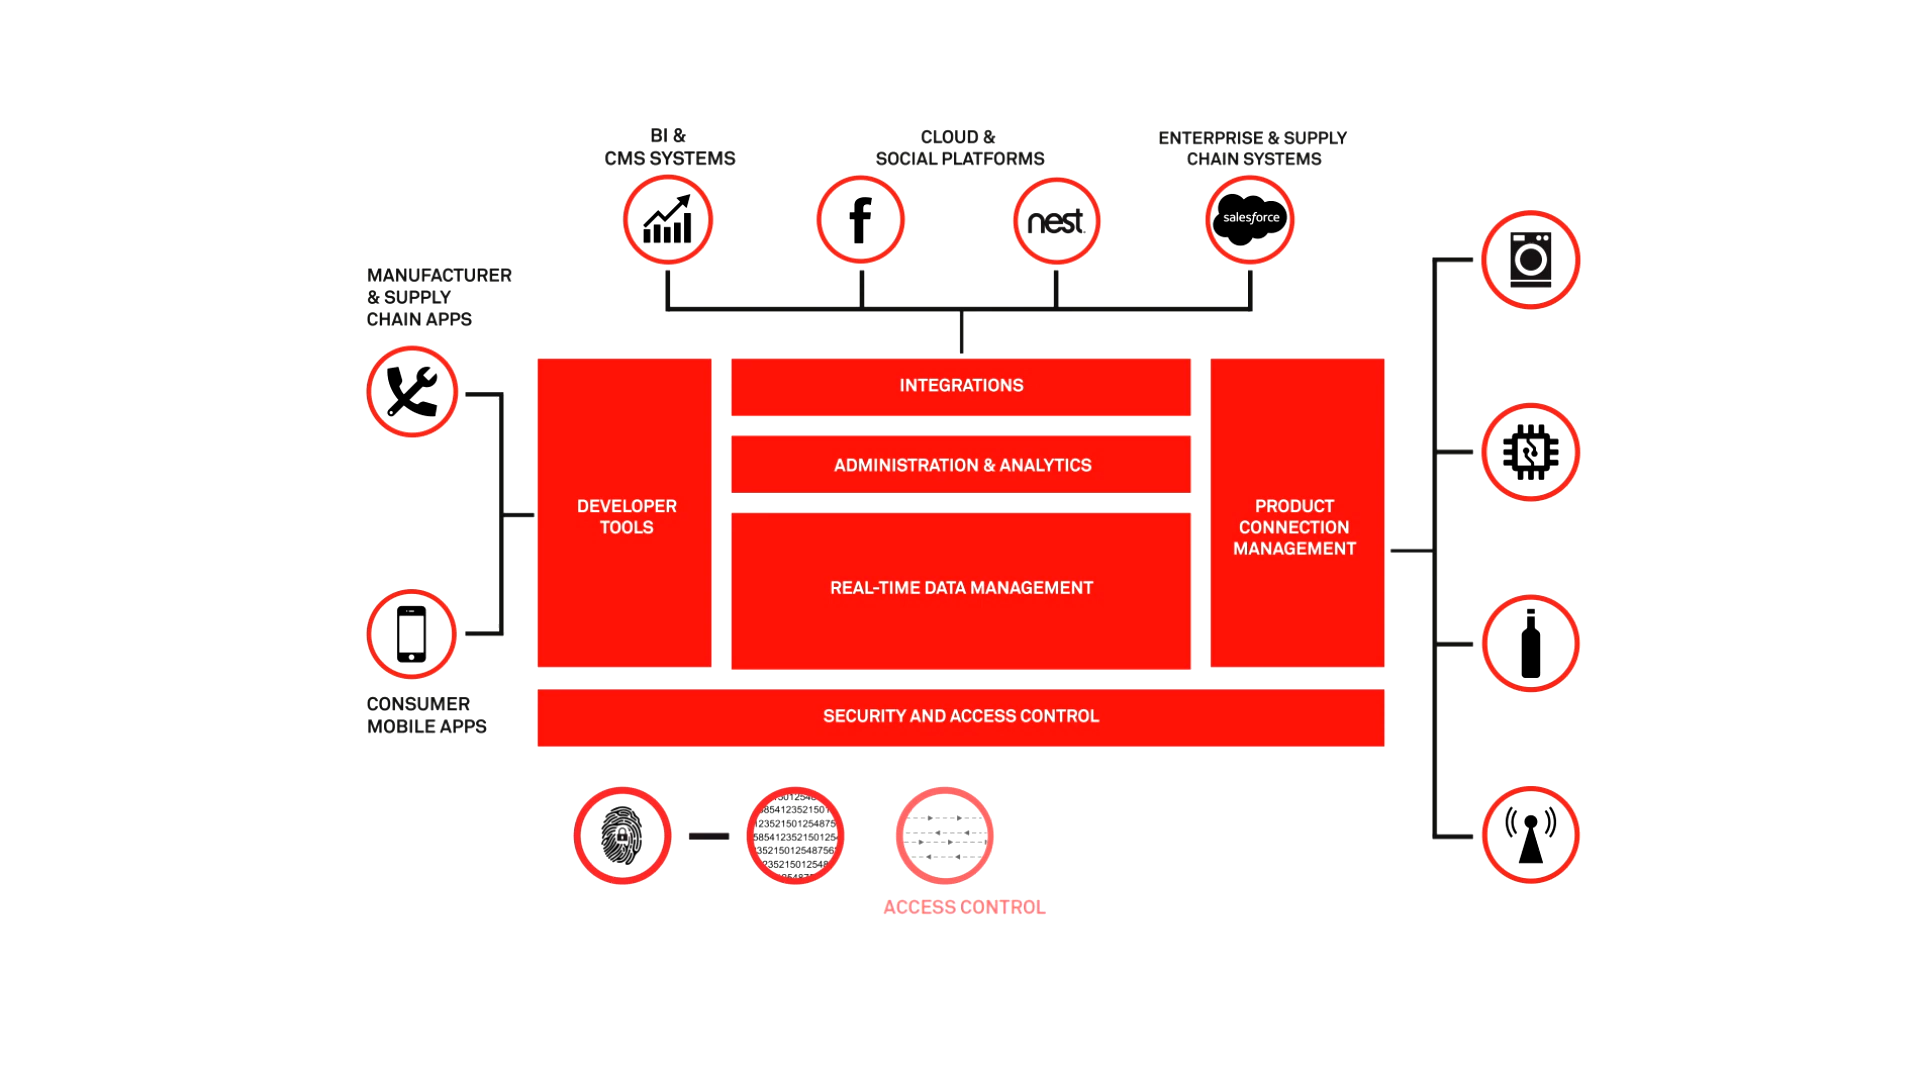 BI &
CMS SYSTEMS
CLOUD &
SOCIAL PLATFORMS
ENTERPRISE & SUPPLY
CHAIN SYSTEMS
f
nest
salesforce
MANUFACTURER
& SUPPLY
CHAIN APPS
INTEGRATIONS
ADMINISTRATION & ANALYTICS
DEVELOPER
TOOLS
PRODUCT
CONNECTION
MANAGEMENT
REAL-TIME DATA MANAGEMENT
CONSUMER
MOBILE APPS
SECURITY AND ACCESS CONTROL
ACCESS CONTROL